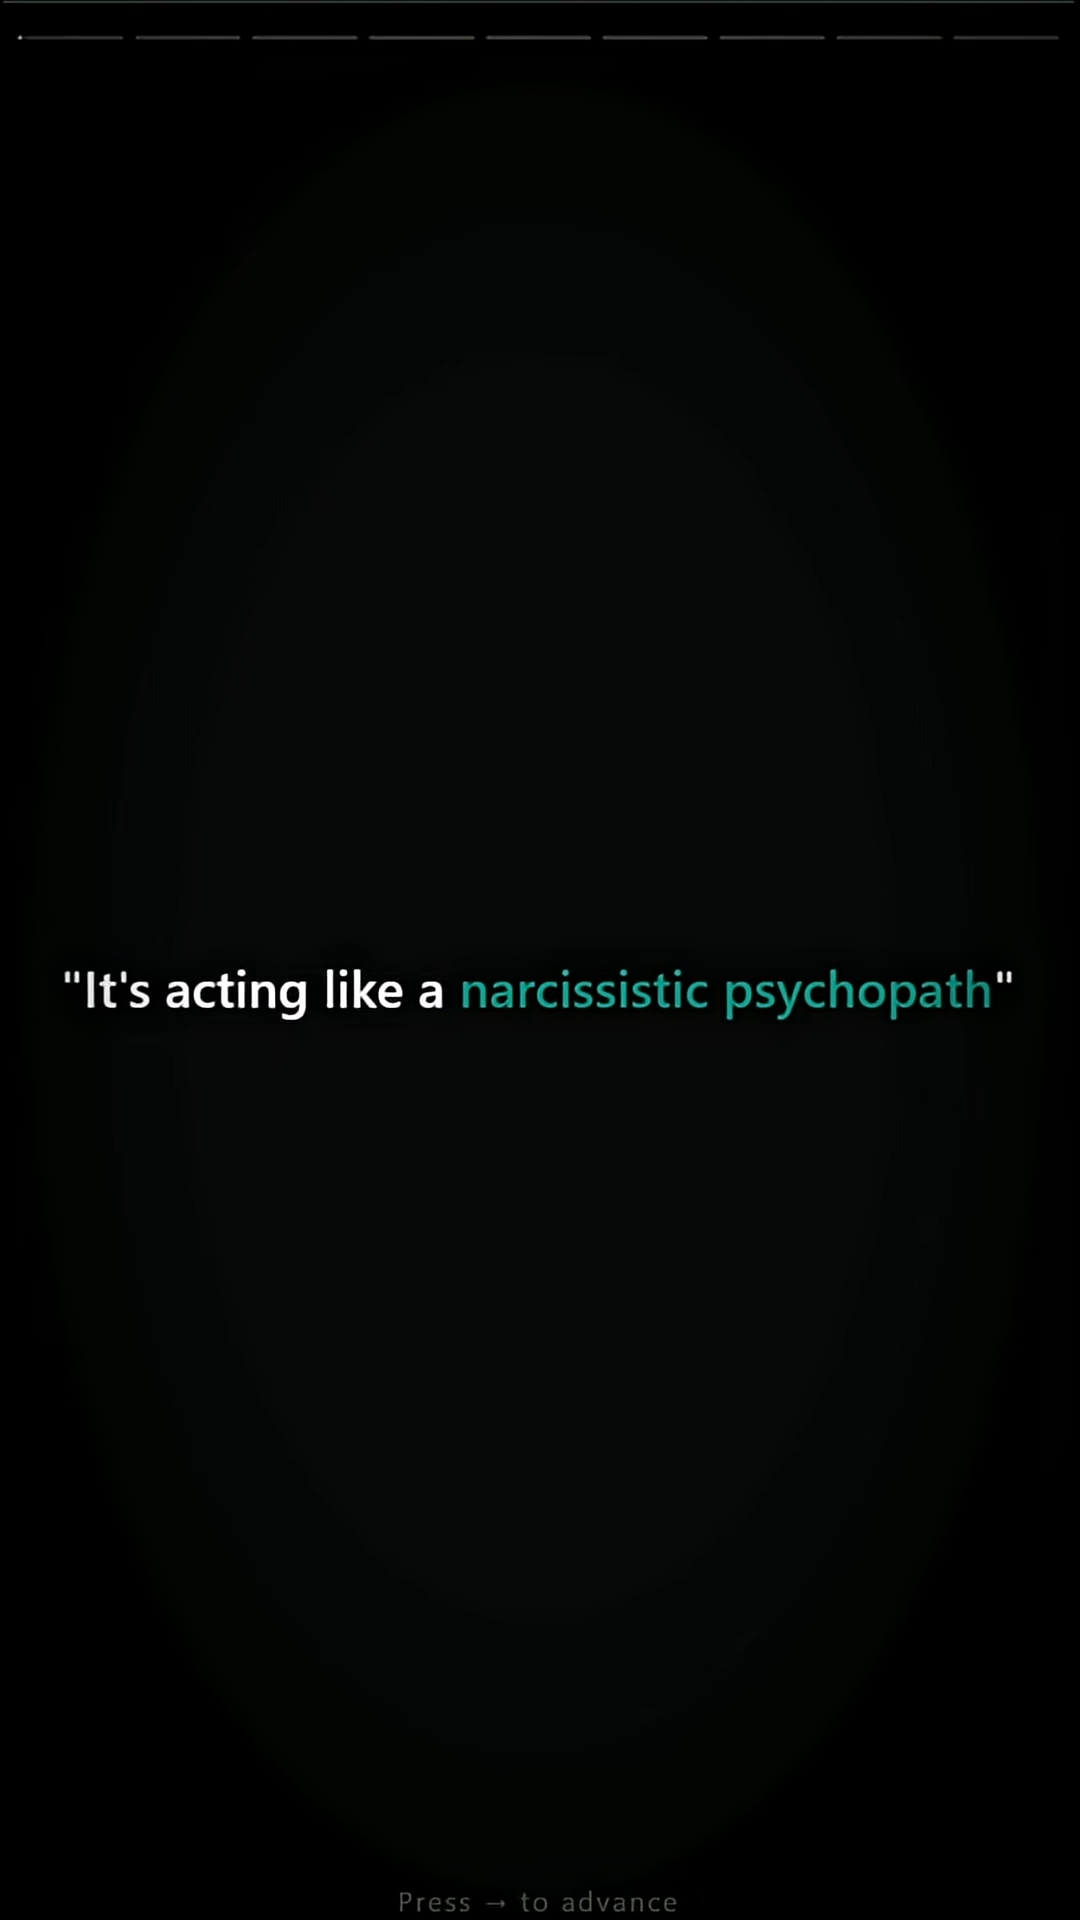 "It's acting like a narcissistic psychopath"
Press → to advance